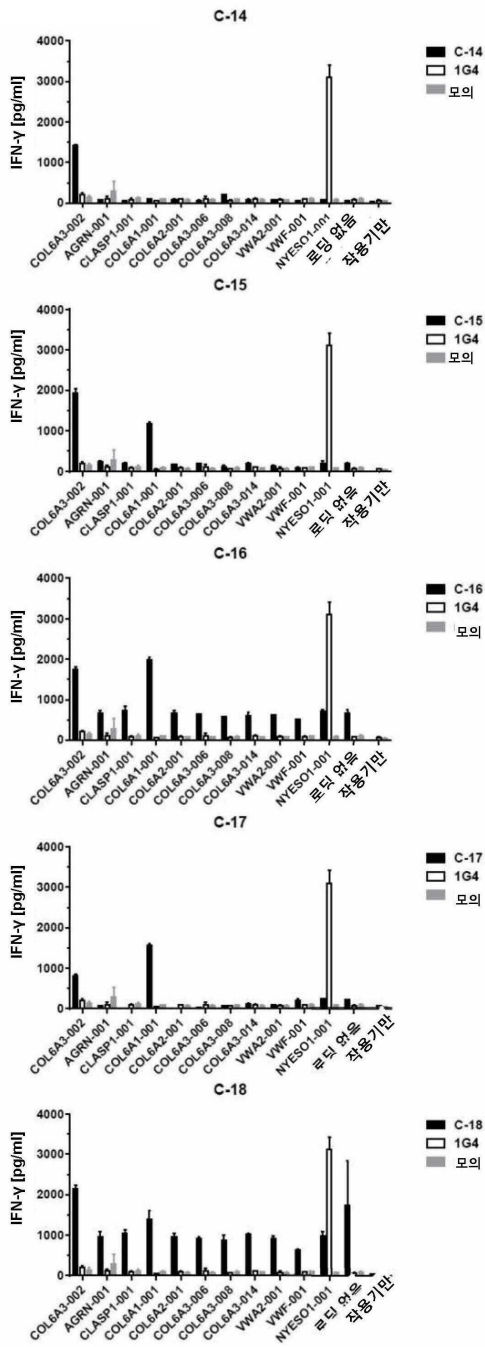 C-14
4000
3000
2000
1000
0
IFN-γ [pg/ml]
C-14
1G4
모의
COL6A3-002
AGRN-001
CLASP1-001
COL6A1-001
COL6A2-001
COL6A3-006
COL6A3-008
COL6A3-014
VWA2-001
VWF-001
NYESO1-001
로딩 없음
작용기만
C-15
4000
3000
2000
1000
0
IFN-γ [pg/ml]
C-15
1G4
모의
COL6A3-002
AGRN-001
CLASP1-001
COL6A1-001
COL6A2-001
COL6A3-006
COL6A3-008
COL6A3-014
VWA2-001
VWF-001
NYESO1-001
로딩 없음
작용기만
C-16
4000
3000
2000
1000
0
IFN-γ [pg/ml]
C-16
1G4
모의
COL6A3-002
AGRN-001
CLASP1-001
COL6A1-001
COL6A2-001
COL6A3-006
COL6A3-008
COL6A3-014
VWA2-001
VWF-001
NYESO1-001
로딩 없음
작용기만
C-17
4000
3000
2000
1000
0
IFN-γ [pg/ml]
C-17
1G4
모의
COL6A3-002
AGRN-001
CLASP1-001
COL6A1-001
COL6A2-001
COL6A3-006
COL6A3-008
COL6A3-014
VWA2-001
VWF-001
NYESO1-001
로딩 없음
작용기만
C-18
4000
3000
2000
1000
0
IFN-γ [pg/ml]
C-18
1G4
모의
COL6A3-002
AGRN-001
CLASP1-001
COL6A1-001
COL6A2-001
COL6A3-006
COL6A3-008
COL6A3-014
VWA2-001
VWF-001
NYESO1-001
로딩 없음
작용기만